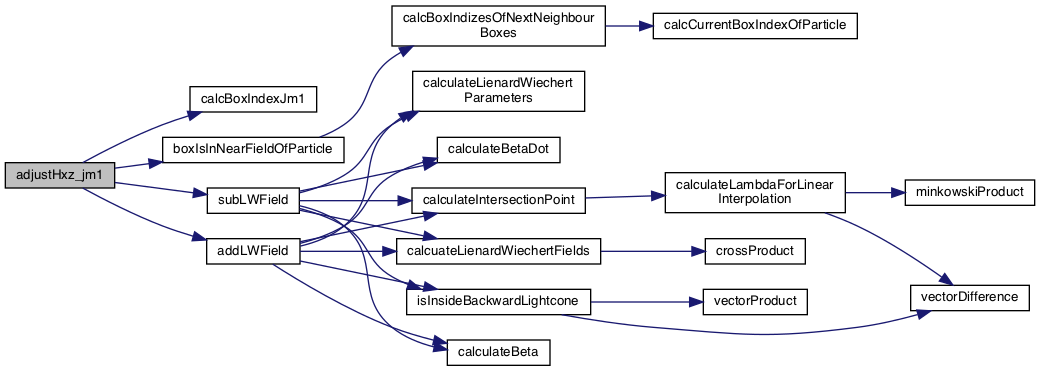 adjustHxz_jm1
calcBoxIndexJm1
boxIsInNearFieldOfParticle
subLWField
addLWField
calcBoxIndizesOfNextNeighbour
Boxes
calculateLienardWiechert
Parameters
calculateBetaDot
calculateIntersectionPoint
calcuateLienardWiechertFields
isInsideBackwardLightcone
calculateBeta
calcCurrentBoxIndexOfParticle
calculateLambdaForLinear
Interpolation
crossProduct
vectorProduct
minkowskiProduct
vectorDifference